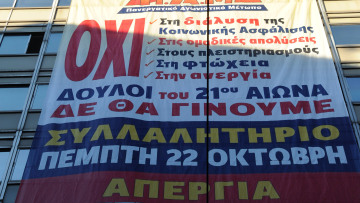 Π.Α.ΜΕ
Πανεργατικό Αγωνιστικό Μέτωπο
ΟΧΙ
✓ Στη διάλυση της
Κοινωνικής Ασφάλισης
✓ Στις ομαδικές απολύσεις
✓ Στους πλειστηριασμούς
✓ Στη φτώχεια
✓ Στην ανεργία
ΔΟΥΛΟΙ του 21ου ΑΙΩΝΑ
ΔΕ ΘΑ ΓΙΝΟΥΜΕ
ΣΥΛΛΑΛΗΤΗΡΙΟ
ΠΕΜΠΤΗ 22 ΟΚΤΩΒΡΗ
ΑΠΕΡΓΙΑ